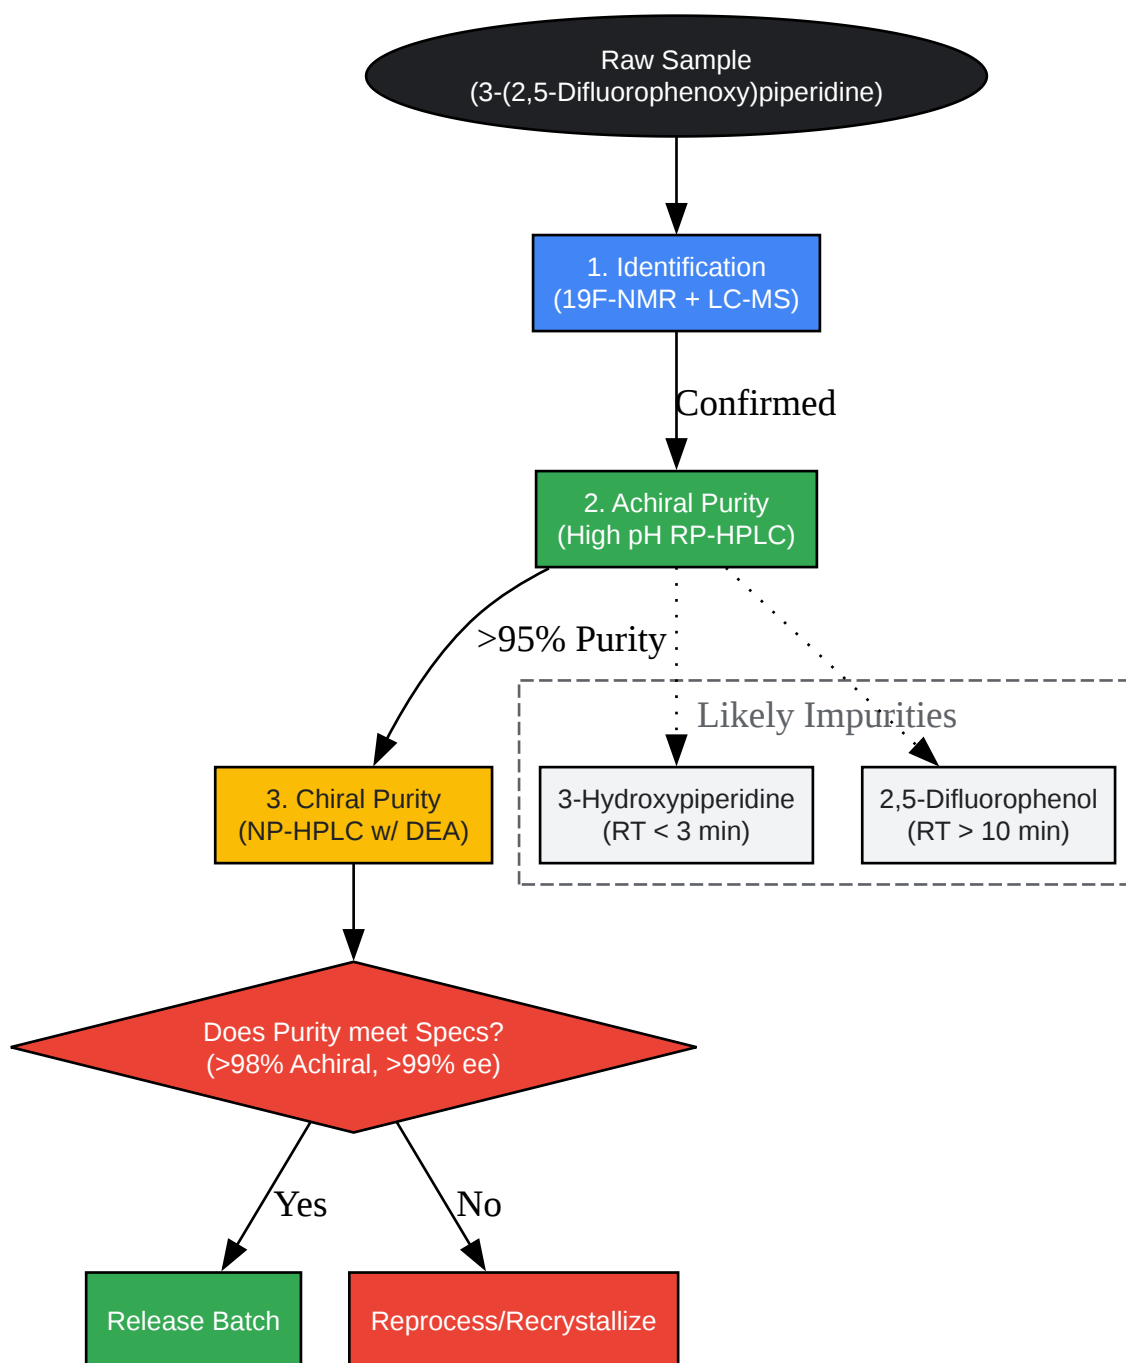 Raw Sample
(3-(2,5-Difluorophenoxy)piperidine)
1. Identification
(19F-NMR + LC-MS)
Confirmed
2. Achiral Purity
(High pH RP-HPLC)
>95% Purity
Likely Impurities
3. Chiral Purity
(NP-HPLC w/ DEA)
3-Hydroxypiperidine
(RT < 3 min)
2,5-Difluorophenol
(RT > 10 min)
Does Purity meet Specs?
(>98% Achiral, >99% ee)
Yes
No
Release Batch
Reprocess/Recrystallize